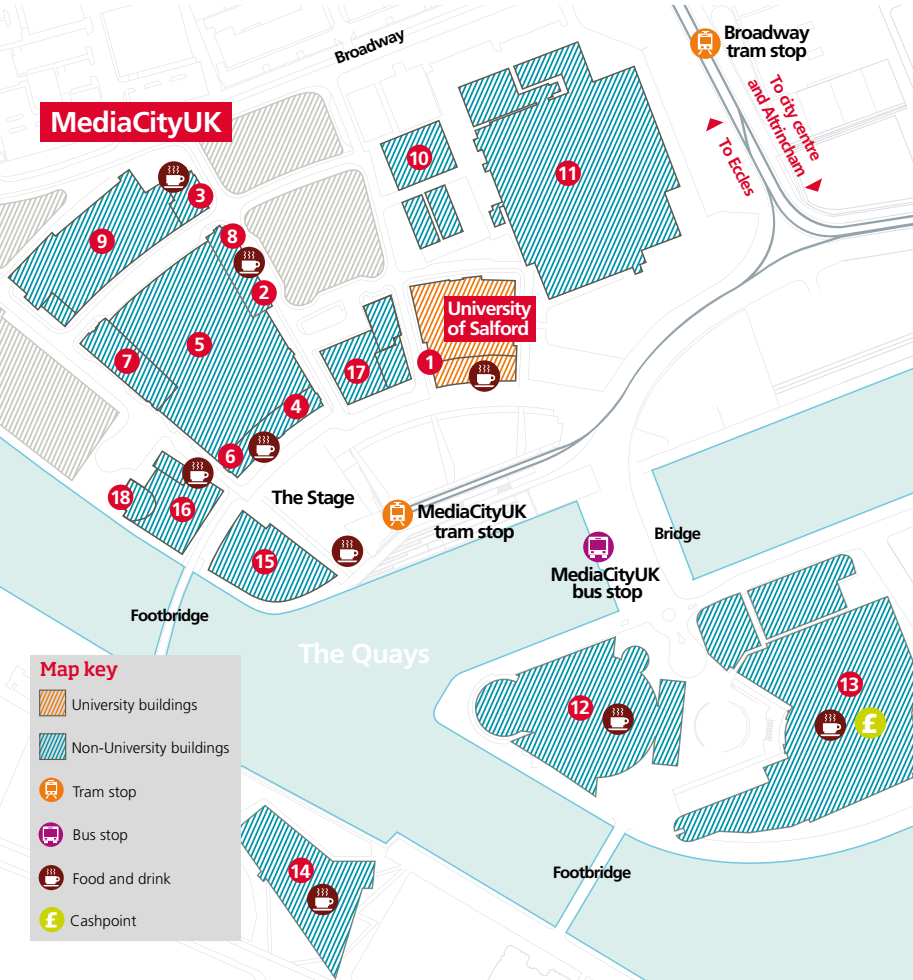 Broadway
Broadway
tram stop
MediaCityUK
To city centre
and Altrincham
To Eccles
10
11
3
9
8
2
5
University
of Salford
7
17
1
4
6
18
16
The Stage
MediaCityUK
tram stop
Bridge
15
MediaCityUK
bus stop
Footbridge
The Quays
Map key
University buildings
Non-University buildings
Tram stop
Bus stop
Food and drink
£ Cashpoint
12
13
£
14
Footbridge